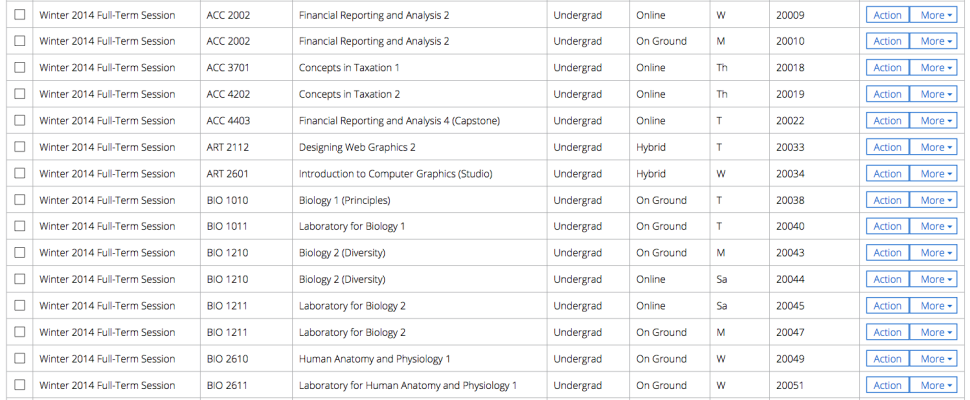 Winter 2014 Full-Term Session ACC 2002 Financial Reporting and Analysis 2 Undergrad Online W 20009 Action More
Winter 2014 Full-Term Session ACC 2002 Financial Reporting and Analysis 2 Undergrad On Ground M 20010 Action More
Winter 2014 Full-Term Session ACC 3701 Concepts in Taxation 1 Undergrad Online Th 20018 Action More
Winter 2014 Full-Term Session ACC 4202 Concepts in Taxation 2 Undergrad Online Th 20019 Action More
Winter 2014 Full-Term Session ACC 4403 Financial Reporting and Analysis 4 (Capstone) Undergrad Online T 20022 Action More
Winter 2014 Full-Term Session ART 2112 Designing Web Graphics 2 Undergrad Hybrid T 20033 Action More
Winter 2014 Full-Term Session ART 2601 Introduction to Computer Graphics (Studio) Undergrad Hybrid W 20034 Action More
Winter 2014 Full-Term Session BIO 1010 Biology 1 (Principles) Undergrad On Ground T 20038 Action More
Winter 2014 Full-Term Session BIO 1011 Laboratory for Biology 1 Undergrad On Ground T 20040 Action More
Winter 2014 Full-Term Session BIO 1210 Biology 2 (Diversity) Undergrad On Ground M 20043 Action More
Winter 2014 Full-Term Session BIO 1210 Biology 2 (Diversity) Undergrad Online Sa 20044 Action More
Winter 2014 Full-Term Session BIO 1211 Laboratory for Biology 2 Undergrad Online Sa 20045 Action More
Winter 2014 Full-Term Session BIO 1211 Laboratory for Biology 2 Undergrad On Ground M 20047 Action More
Winter 2014 Full-Term Session BIO 2610 Human Anatomy and Physiology 1 Undergrad On Ground W 20049 Action More
Winter 2014 Full-Term Session BIO 2611 Laboratory for Human Anatomy and Physiology 1 Undergrad On Ground W 20051 Action More